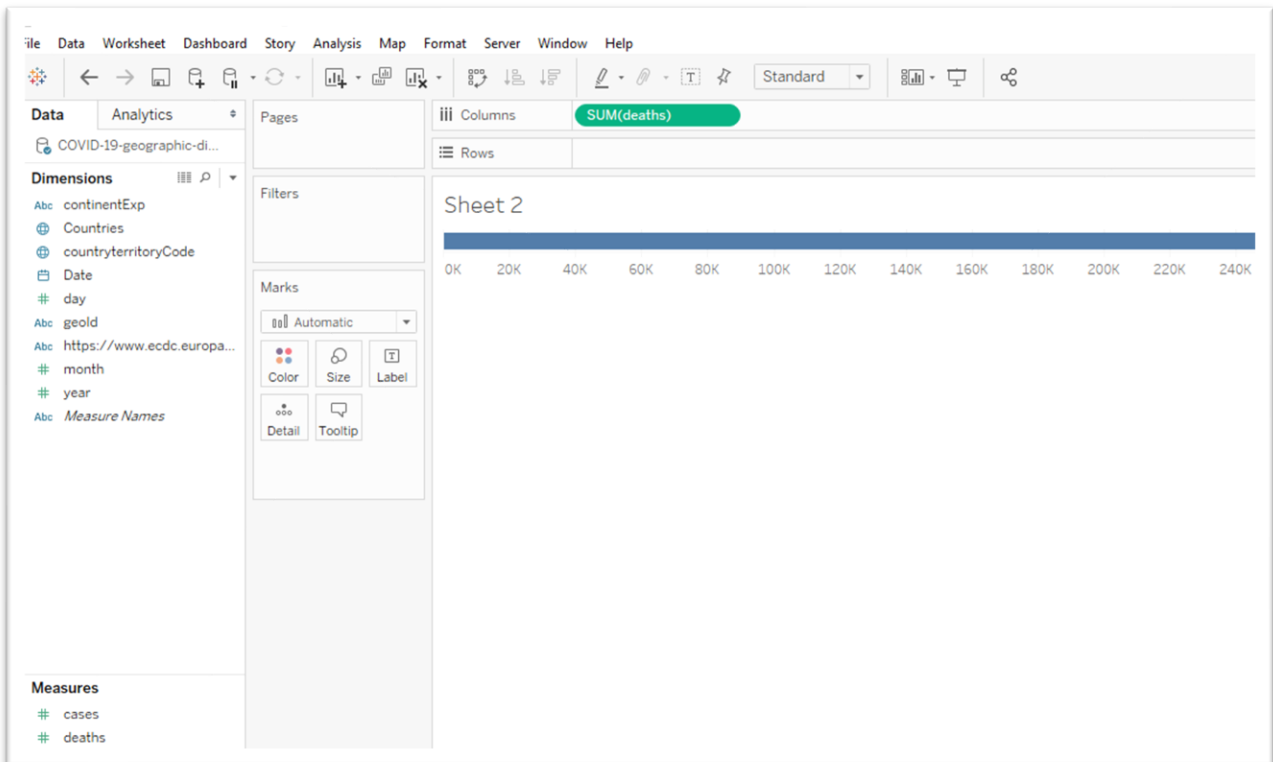 File Data Worksheet Dashboard Story Analysis Map Format Server Window Help
Standard
Data Analytics
COVID-19-geographic-di...
Dimensions
Abc continentExp
Countries
countryterritoryCode
Date
# day
Abc geoId
Abc https://www.ecdc.europa...
# month
# year
Abc Measure Names
Measures
# cases
# deaths
Pages
Filters
Marks
Automatic
Color Size Label
Detail Tooltip
Columns SUM(deaths)
Rows
Sheet 2
0K 20K 40K 60K 80K 100K 120K 140K 160K 180K 200K 220K 240K